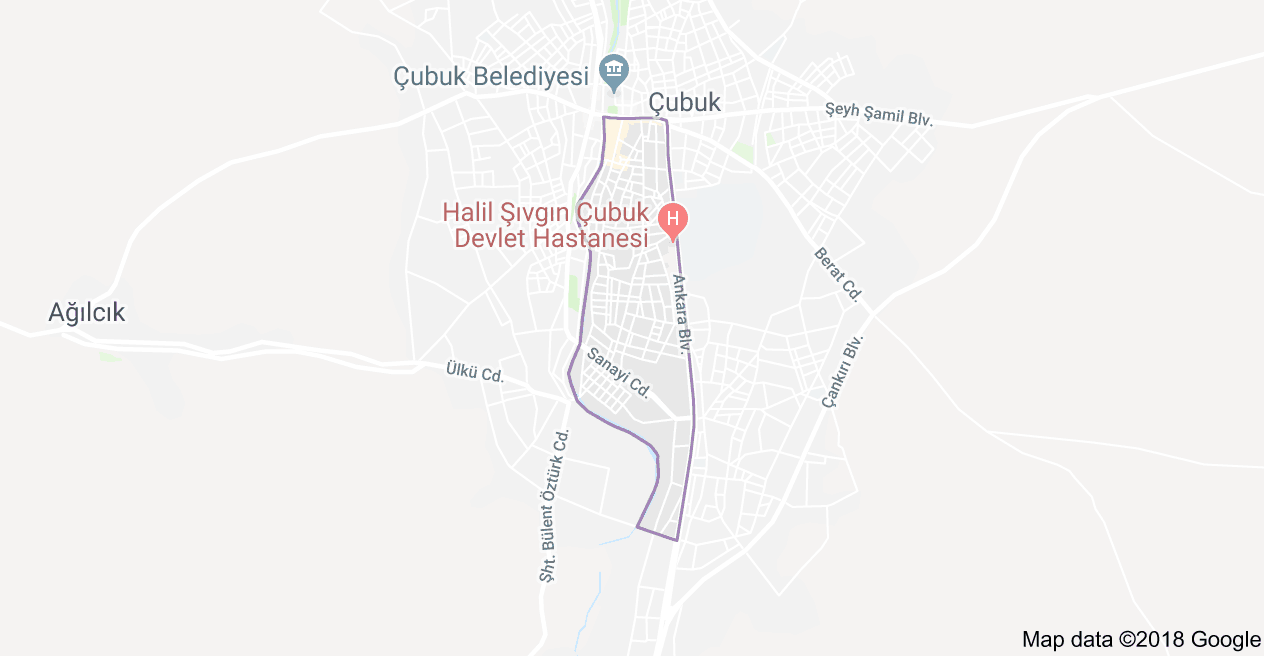 Çubuk Belediyesi
Çubuk
Şeyh Şamil Blv.
Halil Şıvgın Çubuk
Devlet Hastanesi
H
Berat Cd.
Ankara Blv.
Ağılcık
Ülkü Cd.
Sanayi Cd.
Çankırı Blv.
Şht. Bülent Öztürk Cd.
Map data ©2018 Google